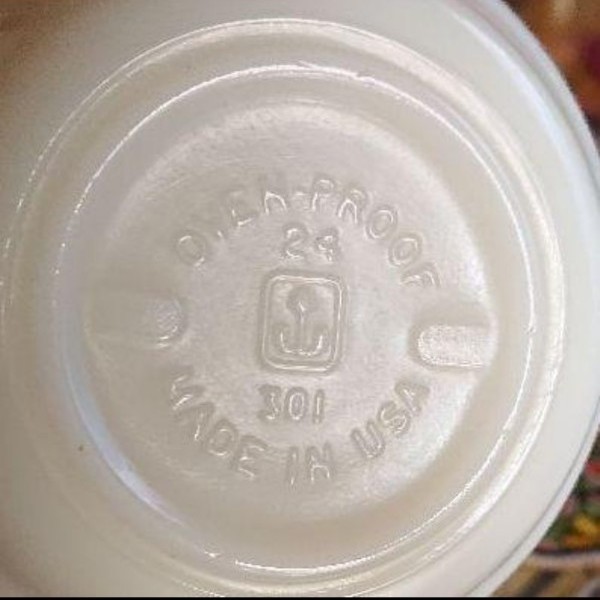 OVEN-PROOF
24
301
MADE IN USA